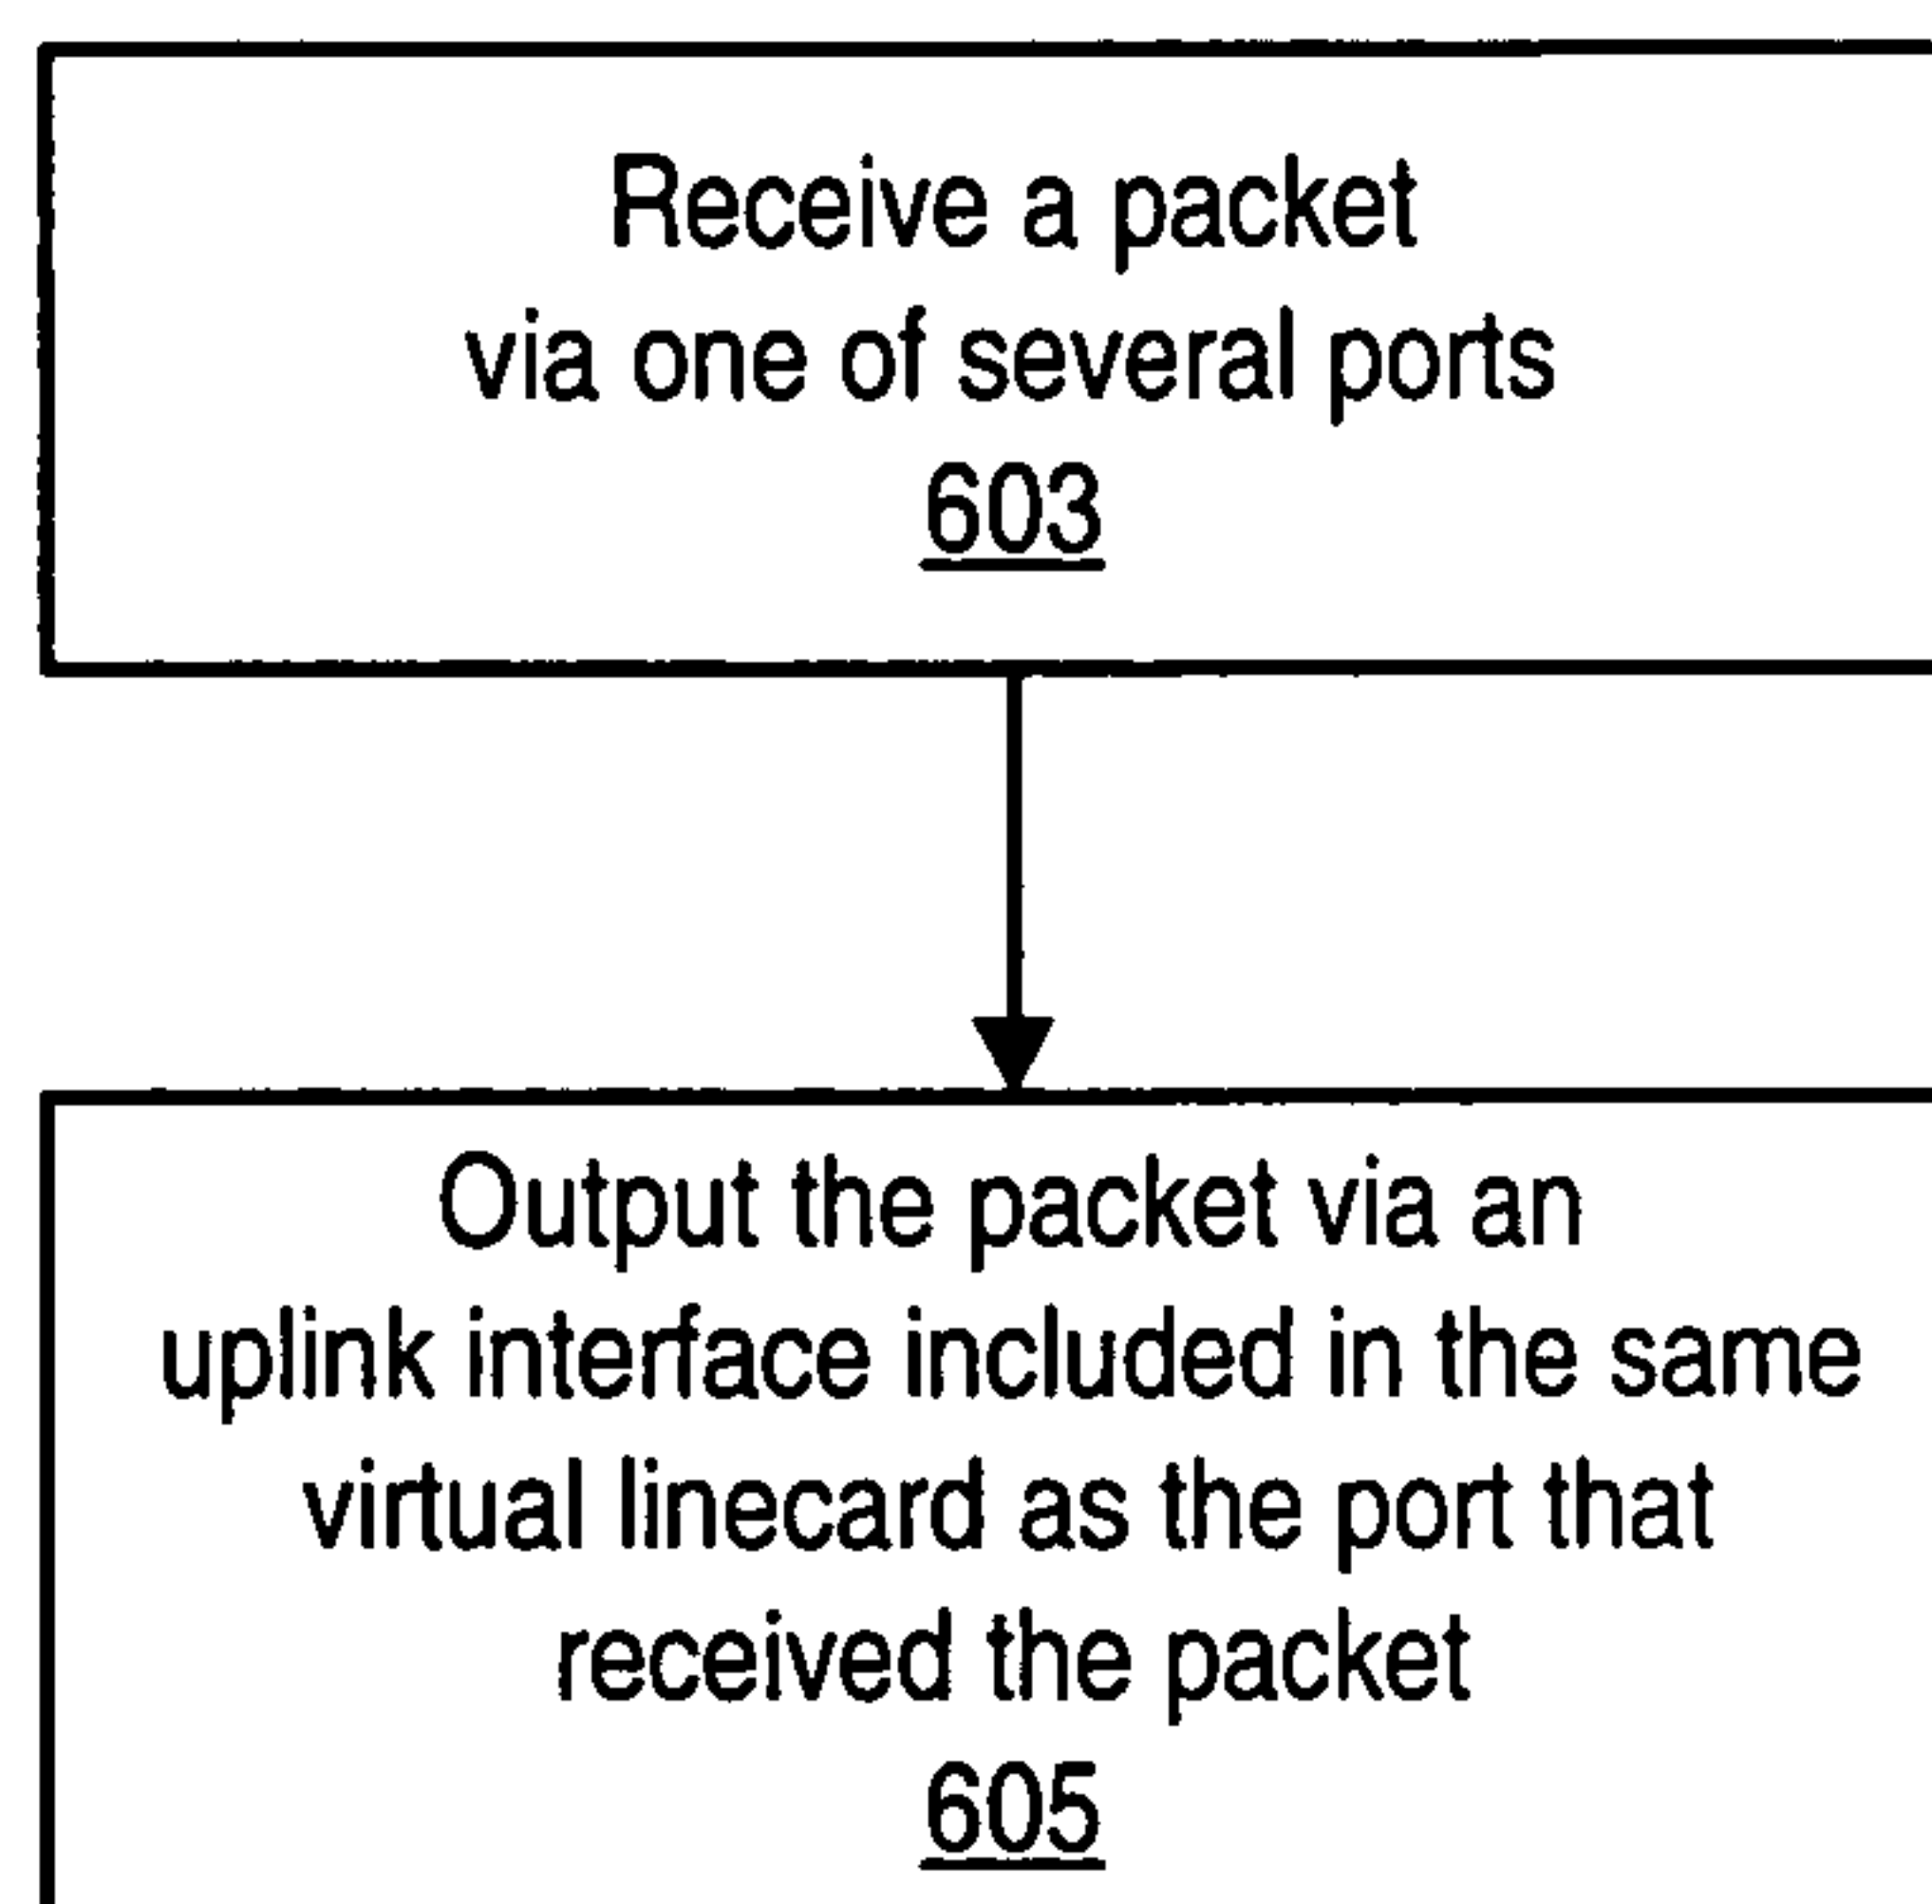 Receive a packet
via one of several ports
603
Output the packet via an
uplink interface included in the same
virtual linecard as the port that
received the packet
605